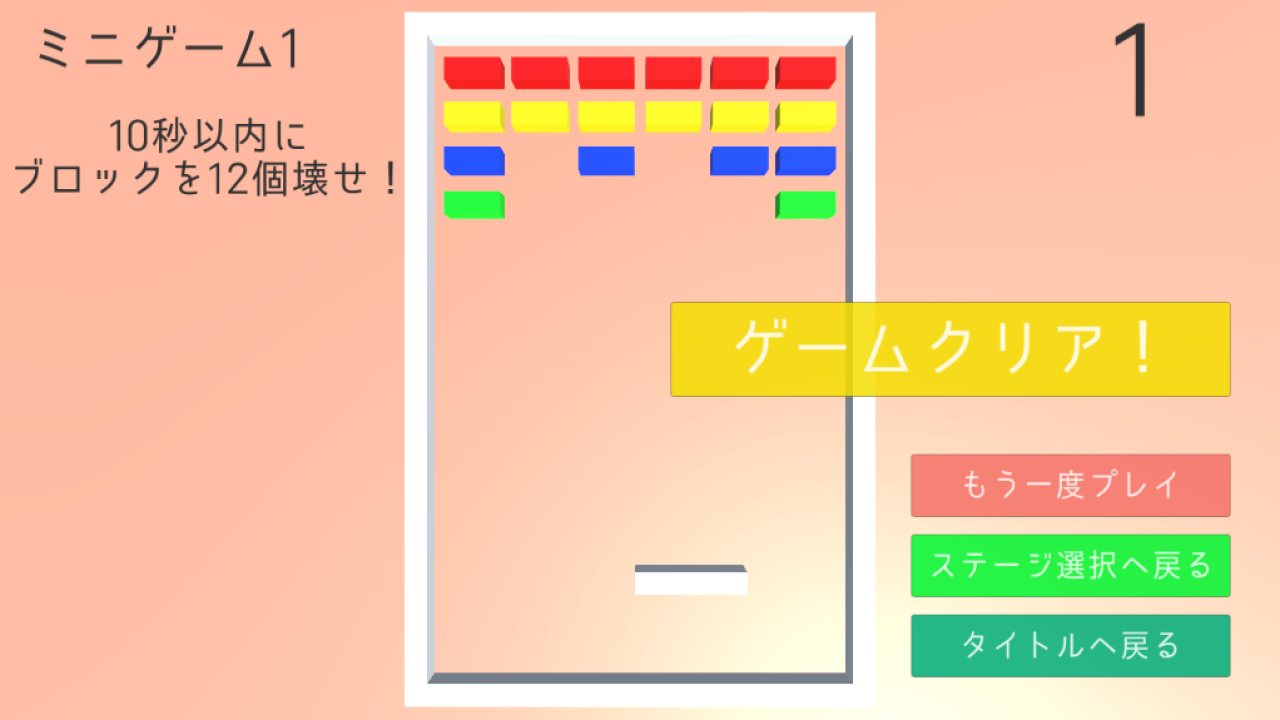 ミニゲーム1
10秒以内に
ブロックを12個壊せ！
1
ゲームクリア！
もう一度プレイ
ステージ選択へ戻る
タイトルへ戻る